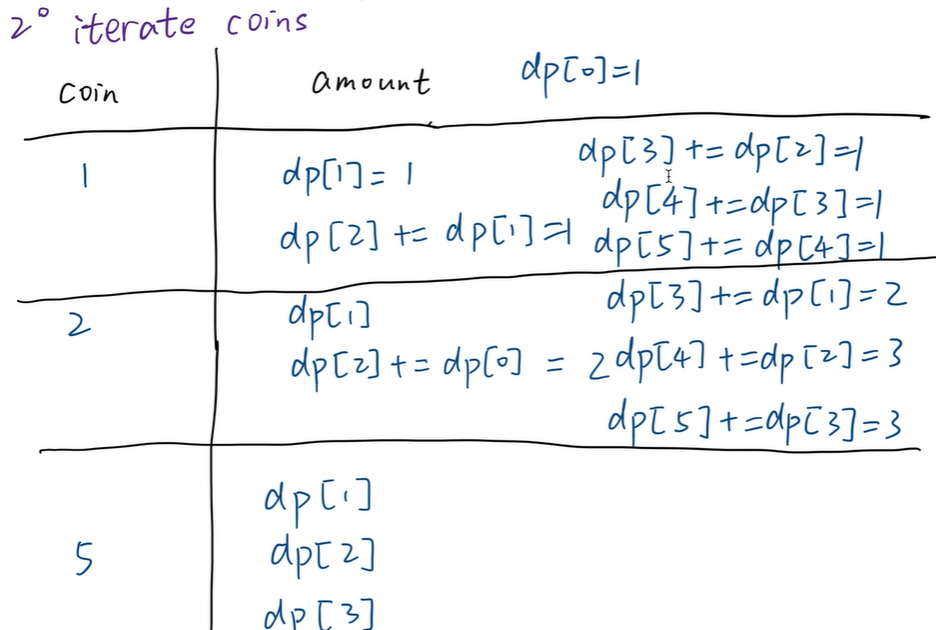 2° iterate coins
coin amount dp[0]=1
1
dp[1]= 1
dp[2] += dp[1]=1
dp[3] += dp[2]=1
dp[4]+=dp[3]=1
dp[5]+= dp[4]=1
2
dp[1]
dp[2]+= dp[0] = 2
dp[3]+= dp[1]=2
dp[4] +=dp[2]=3
dp[5]+=dp[3]=3
5
dp[1]
dp[2]
dp[3]